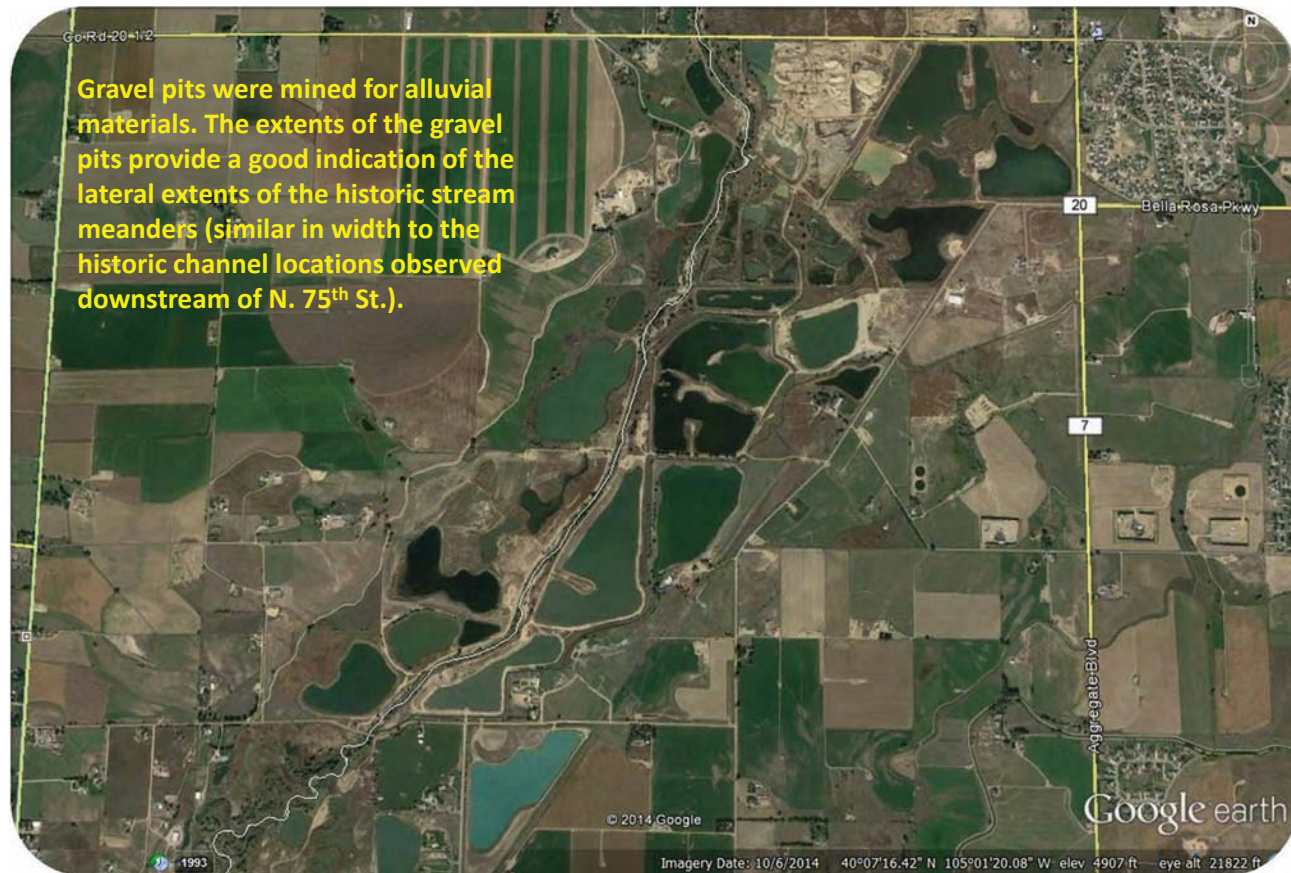 Co Rd 20 1/2
N
Gravel pits were mined for alluvial
materials. The extents of the gravel
pits provide a good indication of the
lateral extents of the historic stream
meanders (similar in width to the
historic channel locations observed
downstream of N. 75th St.).
20
Bella Rosa Pkwy
7
Aggregate Blvd
© 2014 Google
Google earth
1993
Imagery Date: 10/6/2014 40°07'16.42" N 105°01'20.08" W elev 4907 ft eye alt 21822 ft